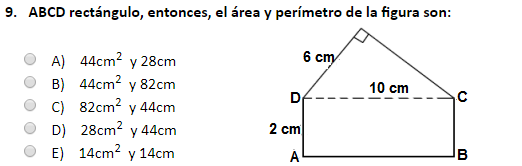 9. ABCD rectángulo, entonces, el área y perímetro de la figura son:
A) 44cm² y 28cm
B) 44cm² y 82cm
C) 82cm² y 44cm
D) 28cm² y 44cm
E) 14cm² y 14cm
6 cm
10 cm
D
C
2 cm
A
B